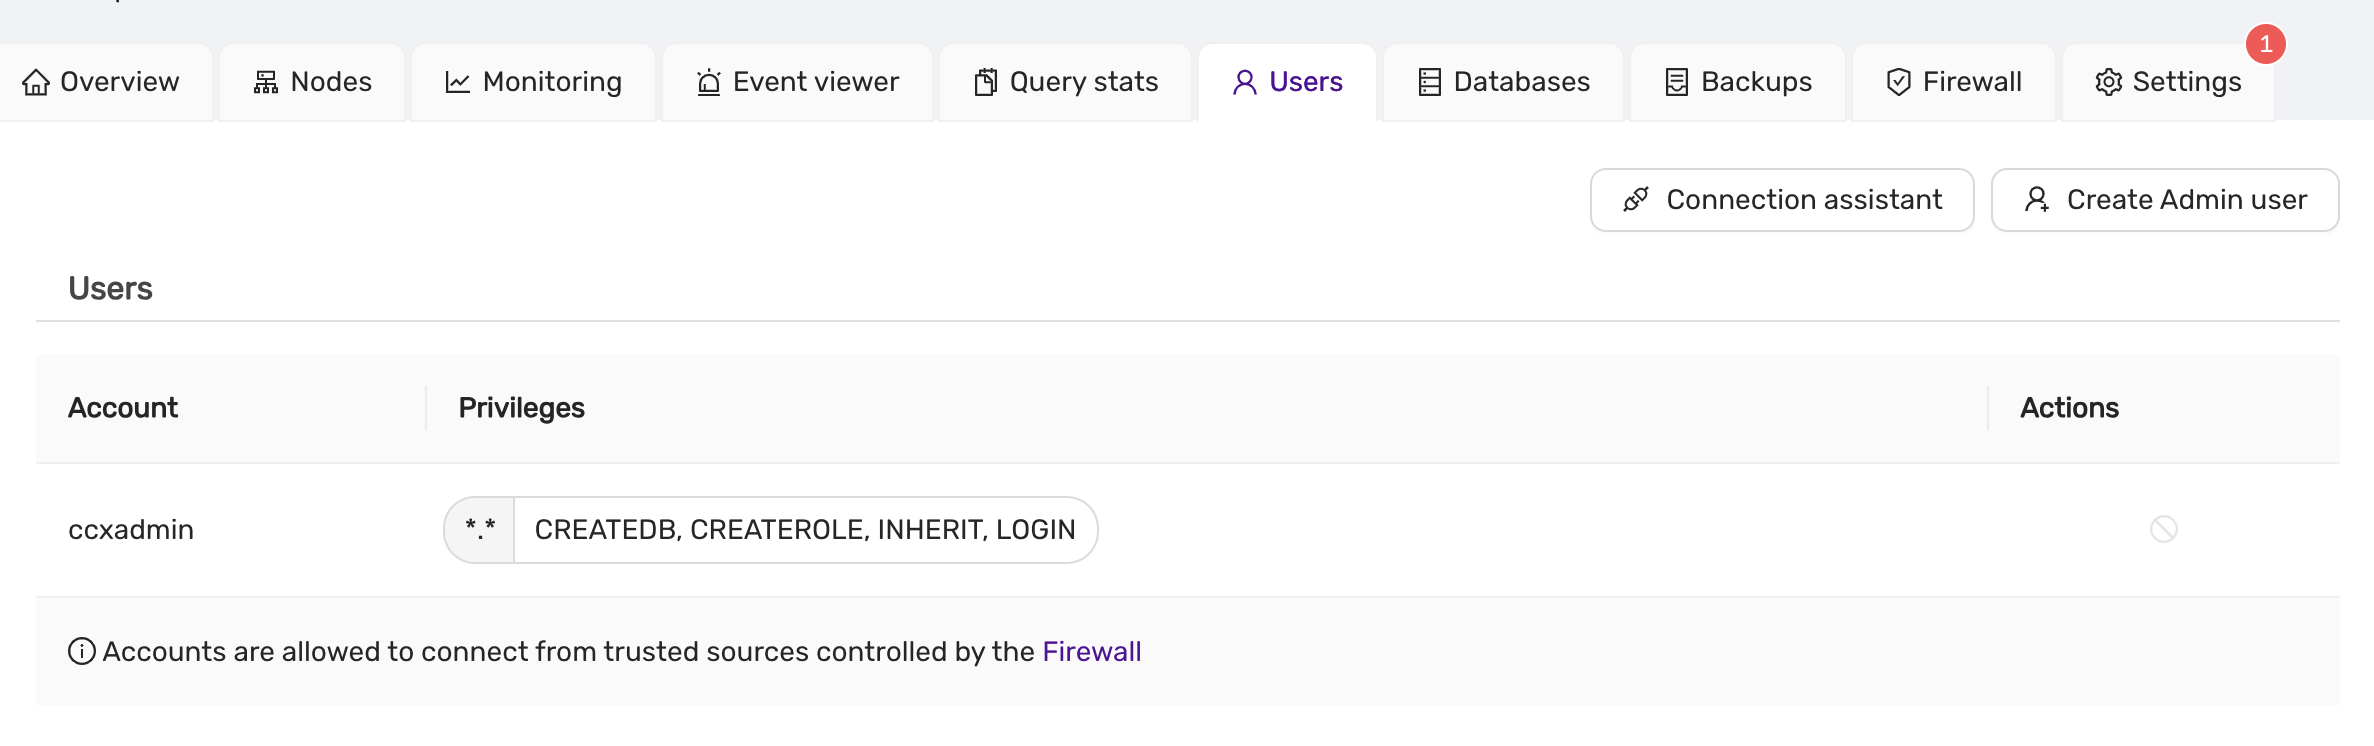 Overview Nodes Monitoring Event viewer Query stats Users Databases Backups Firewall Settings 1
Connection assistant Create Admin user
Users
Account Privileges Actions
ccxadmin *.* CREATEDB, CREATEROLE, INHERIT, LOGIN
Accounts are allowed to connect from trusted sources controlled by the Firewall